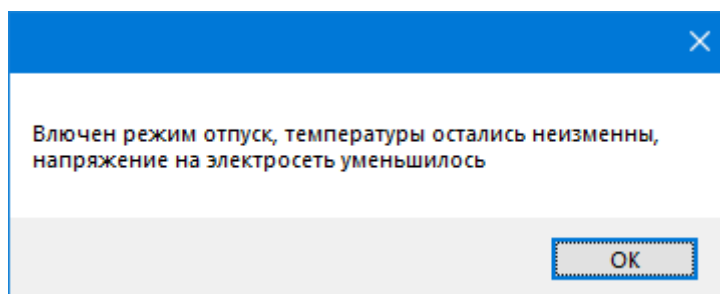 Влючен режим отпуск, температуры остались неизменны,
напряжение на электросеть уменьшилось
OK